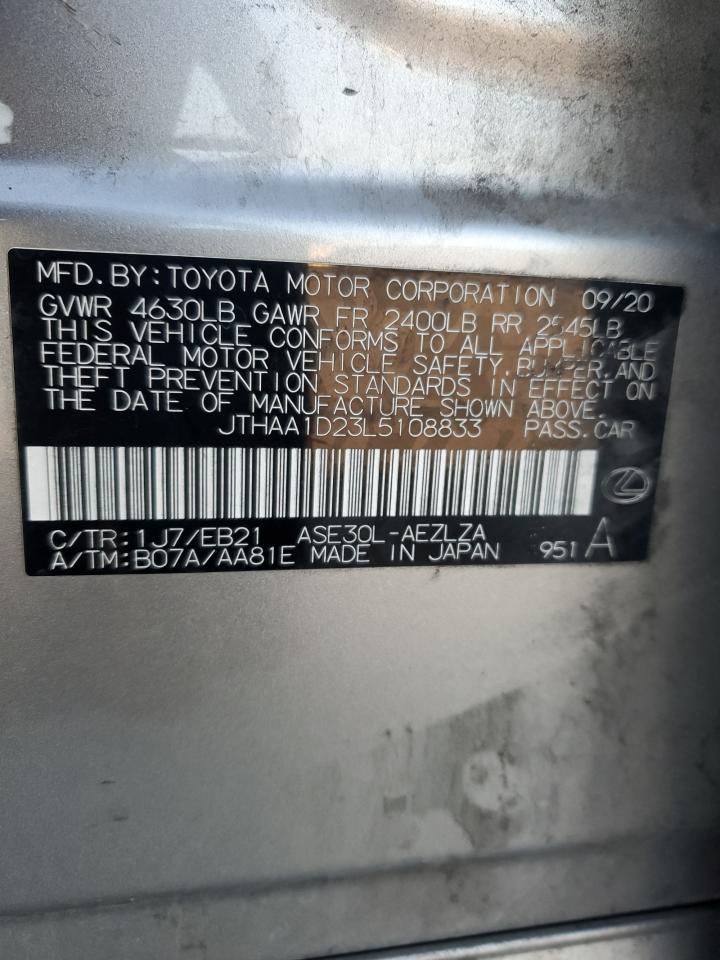 MFD.BY:TOYOTA MOTOR CORPORATION 09/20
GVWR 4630LB GAWR FR 2400LB RR 2545LB
THIS VEHICLE CONFORMS TO ALL APPLICABLE
FEDERAL MOTOR VEHICLE SAFETY,BUMPER,AND
THEFT PREVENTION STANDARDS IN EFFECT ON
THE DATE OF MANUFACTURE SHOWN ABOVE.
JTHAA1D23L5108833 PASS.CAR
C/TR:1J7/EB21 ASE30L-AEZLZA
A/TM:B07A/AA81E MADE IN JAPAN 951 A